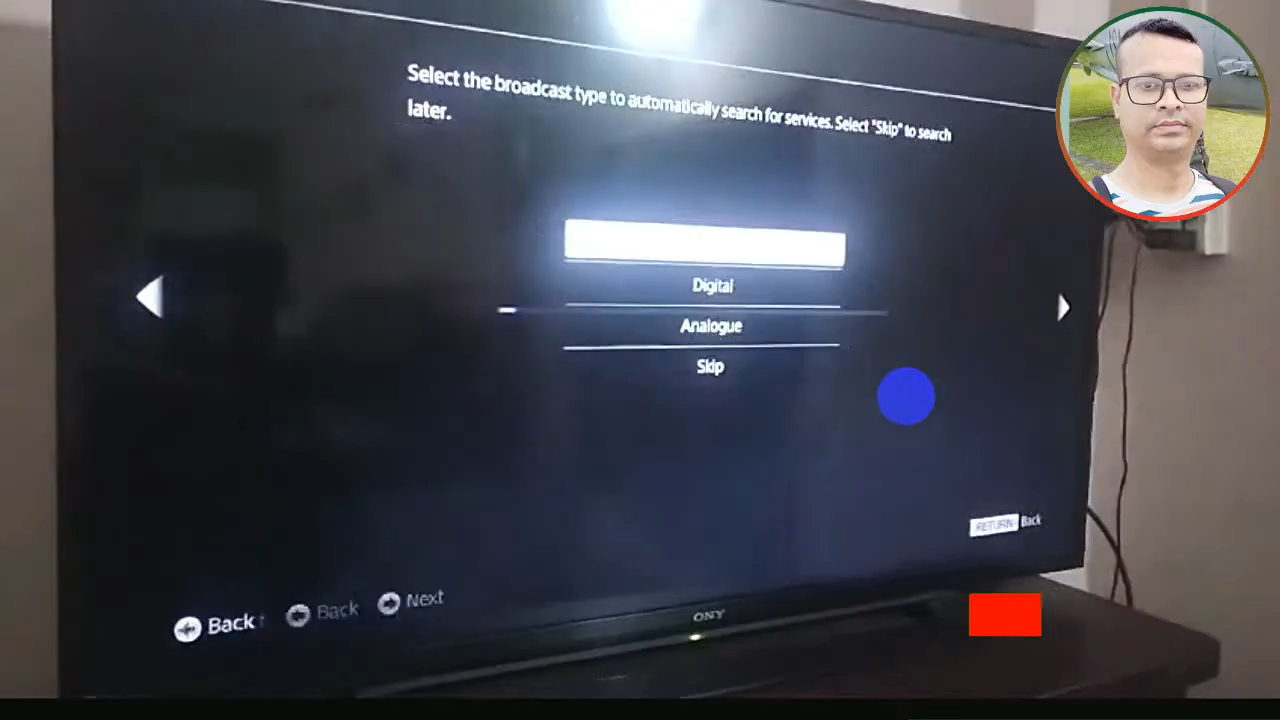 Select the broadcast type to automatically search for services. Select "Skip" to search
later.
Digital
Analogue
Skip
RETURN Back
Back Back Next
ONY